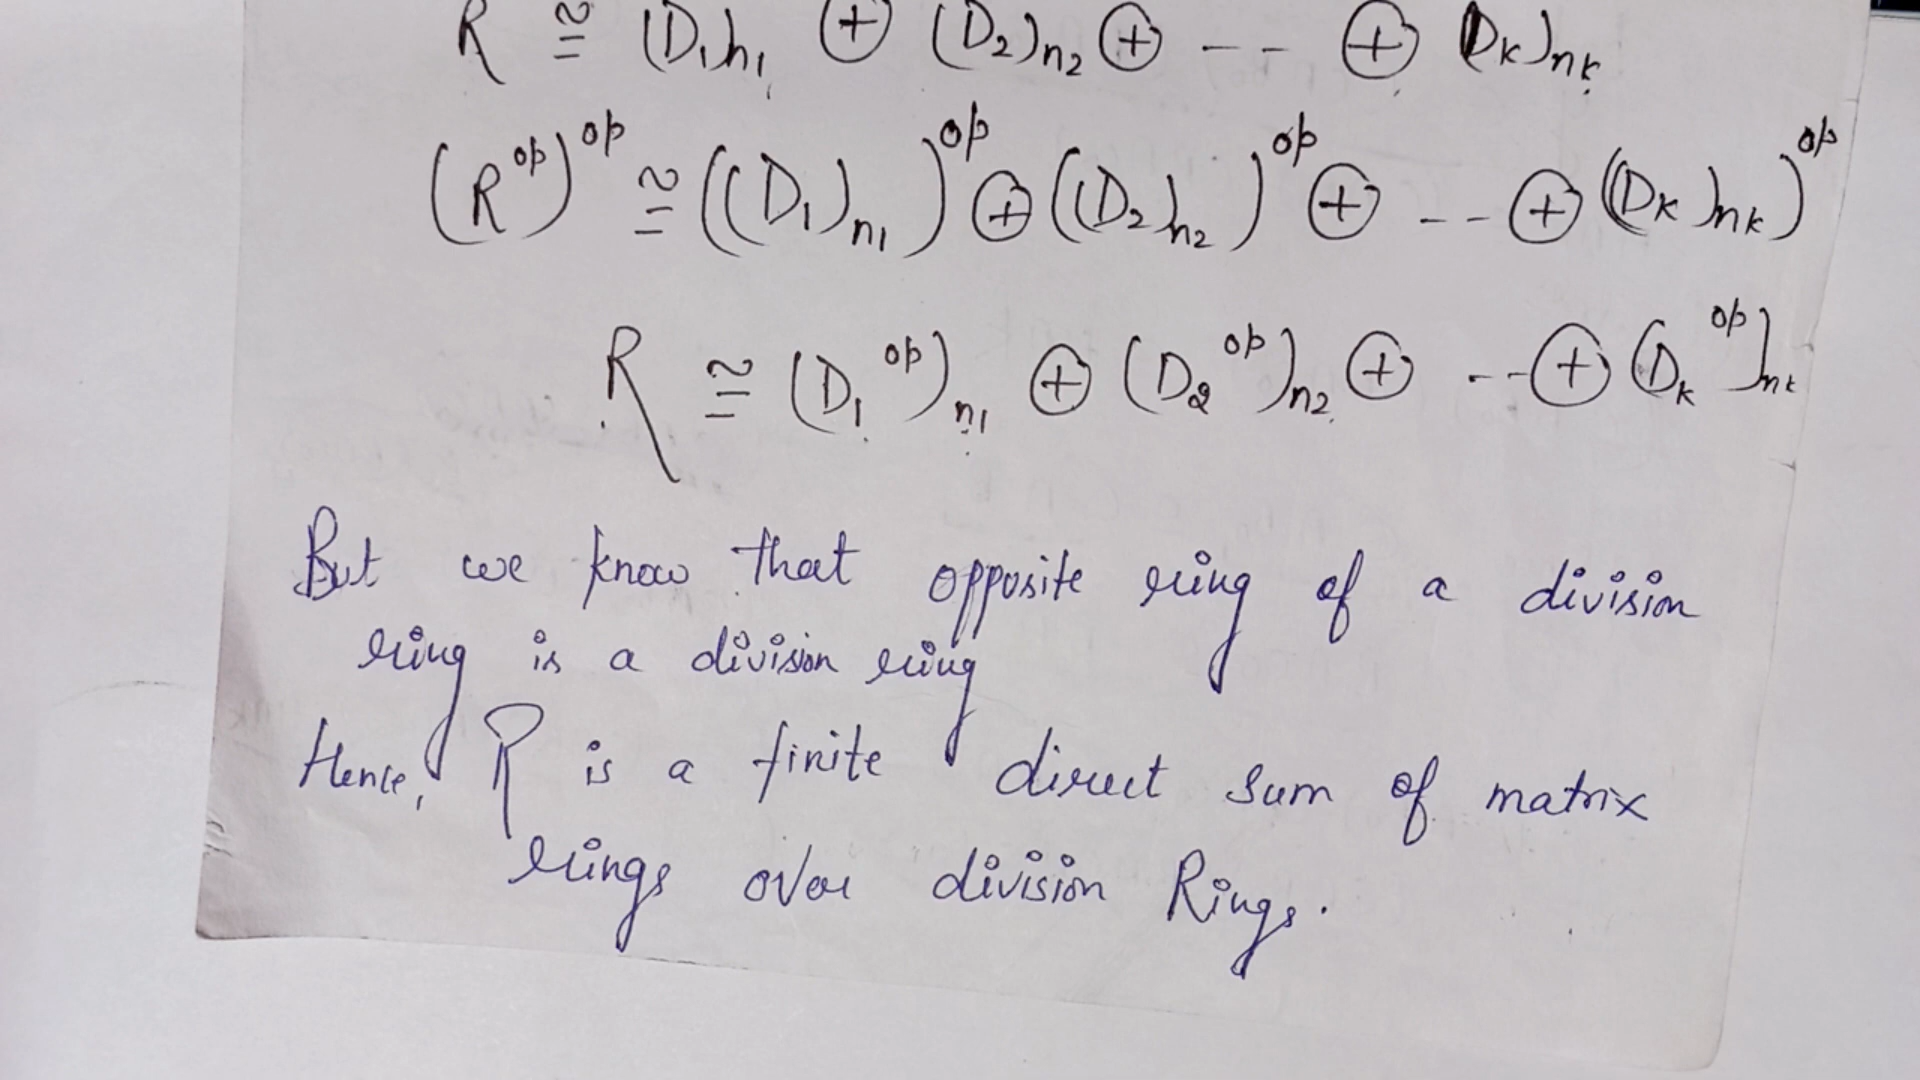 R ≅ (D₁)n₁ ⊕ (D₂)n₂ ⊕ -- ⊕ (Dk)nk
(R^op)^op ≅ ((D₁)n₁)^op ⊕ ((D₂)n₂)^op ⊕ -- ⊕ ((Dk)nk)^op
R ≅ (D₁^op)n₁ ⊕ (D₂^op)n₂ ⊕ -- ⊕ (Dk^op)nk
But we know that opposite ring of a division
ring is a division ring
Hence, R is a finite direct sum of matrix
rings over division Rings.